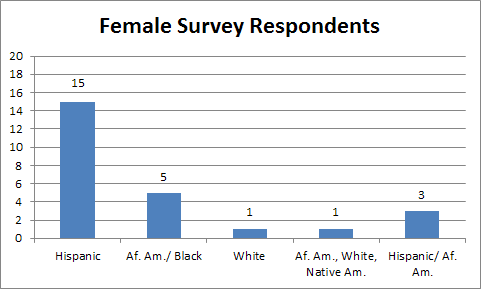 Female Survey Respondents
20
18
16
14
12
10
8
6
4
2
0
15
5
1
1
3
Hispanic
Af. Am./ Black
White
Af. Am., White,
Native Am.
Hispanic/ Af.
Am.